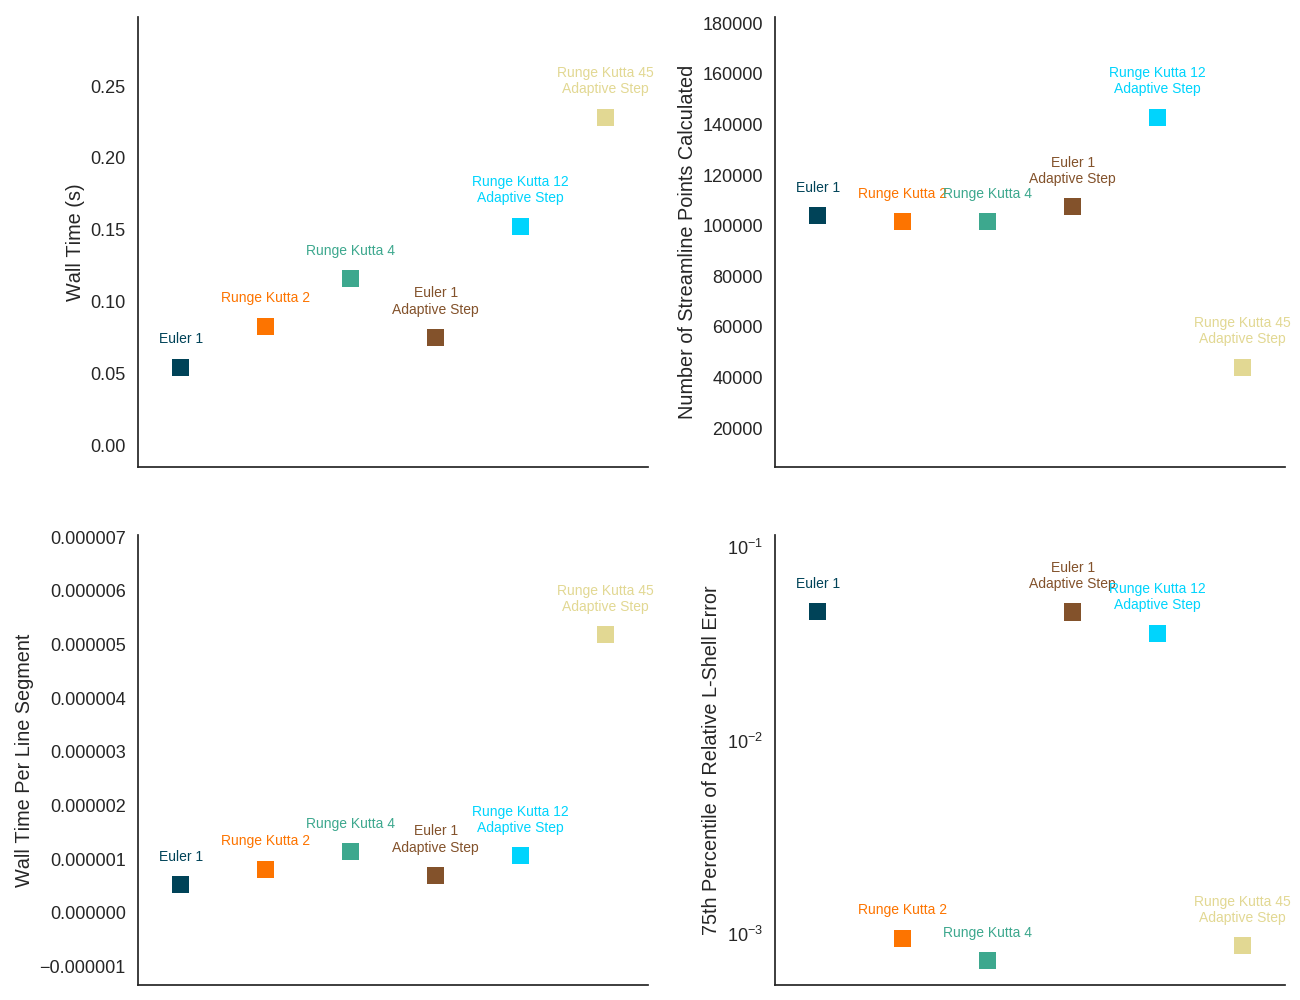 Wall Time (s)
0.25
0.20
0.15
0.10
0.05
0.00
Runge Kutta 45
Adaptive Step
Runge Kutta 12
Adaptive Step
Runge Kutta 4
Euler 1
Adaptive Step
Runge Kutta 2
Euler 1
Number of Streamline Points Calculated
180000
160000
140000
120000
100000
80000
60000
40000
20000
Runge Kutta 12
Adaptive Step
Euler 1
Adaptive Step
Euler 1
Runge Kutta 2
Runge Kutta 4
Runge Kutta 45
Adaptive Step
Wall Time Per Line Segment
0.000007
0.000006
0.000005
0.000004
0.000003
0.000002
0.000001
0.000000
−0.000001
Runge Kutta 45
Adaptive Step
Runge Kutta 12
Adaptive Step
Runge Kutta 4
Euler 1
Adaptive Step
Runge Kutta 2
Euler 1
75th Percentile of Relative L-Shell Error
10⁻¹
10⁻²
10⁻³
Euler 1
Adaptive Step
Euler 1
Runge Kutta 12
Adaptive Step
Runge Kutta 2
Runge Kutta 4
Runge Kutta 45
Adaptive Step